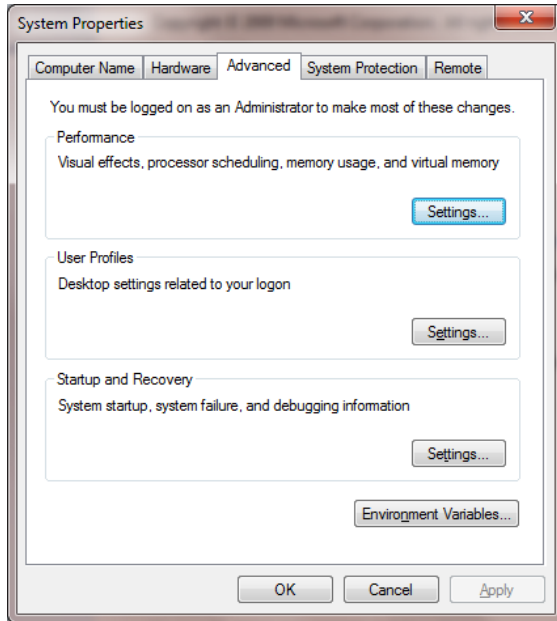 System Properties
Computer Name Hardware Advanced System Protection Remote
You must be logged on as an Administrator to make most of these changes.
Performance
Visual effects, processor scheduling, memory usage, and virtual memory
Settings...
User Profiles
Desktop settings related to your logon
Settings...
Startup and Recovery
System startup, system failure, and debugging information
Settings...
Environment Variables...
OK Cancel Apply